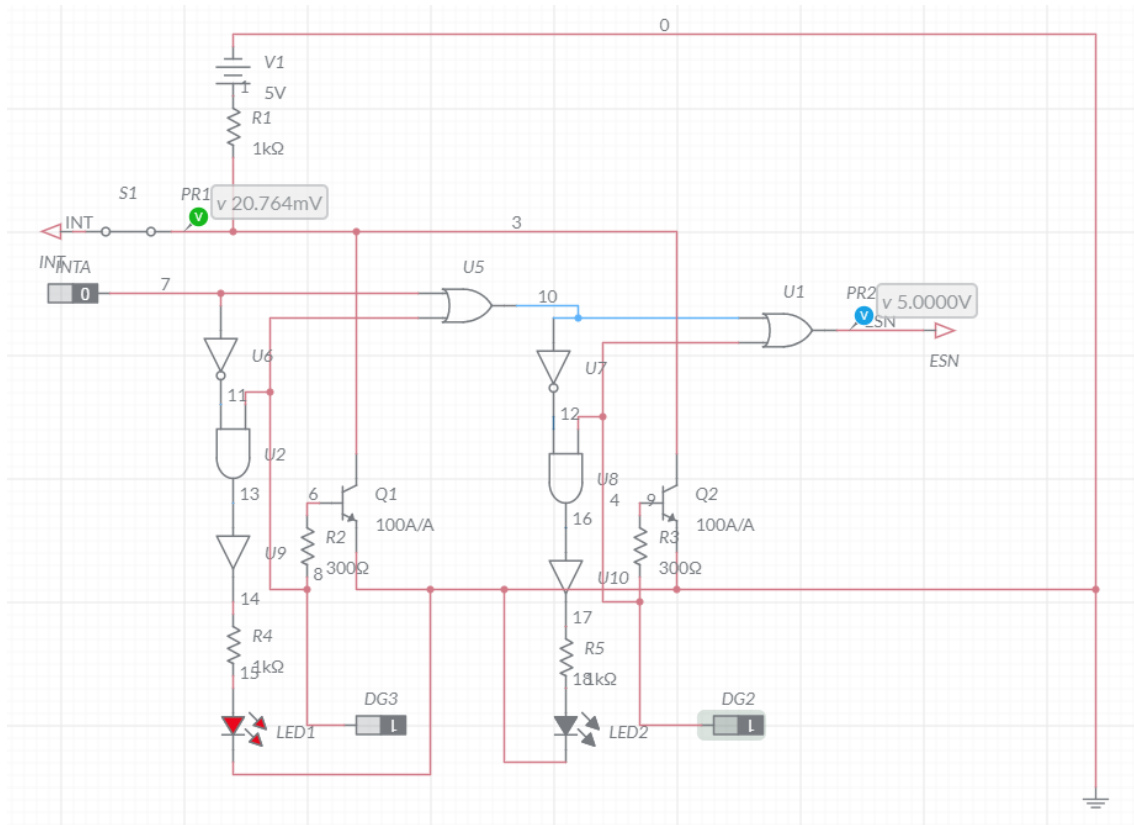 0
V1
1
5V
R1
1kΩ
S1
PR1
v 20.764mV
INT
3
INT
INTA
0
7
U5
10
U1
PR2
v 5.0000V
ESN
ESN
U6
U7
11
12
U2
U8
13
6
Q1
4
9
Q2
100A/A
100A/A
16
R2
R3
U9
300Ω
300Ω
8
U10
14
17
R4
1kΩ
15
R5
1kΩ
18
DG3
DG2
1
1
LED1
LED2